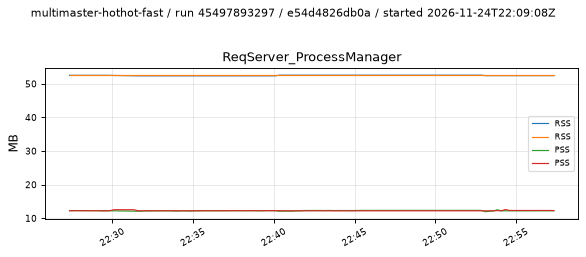 multimaster-hothot-fast / run 45497893297 / e54d4826db0a / started 2026-11-24T22:09:08Z
ReqServer_ProcessManager
MB
50
40
30
20
10
RSS
RSS
PSS
PSS
22:30
22:35
22:40
22:45
22:50
22:55